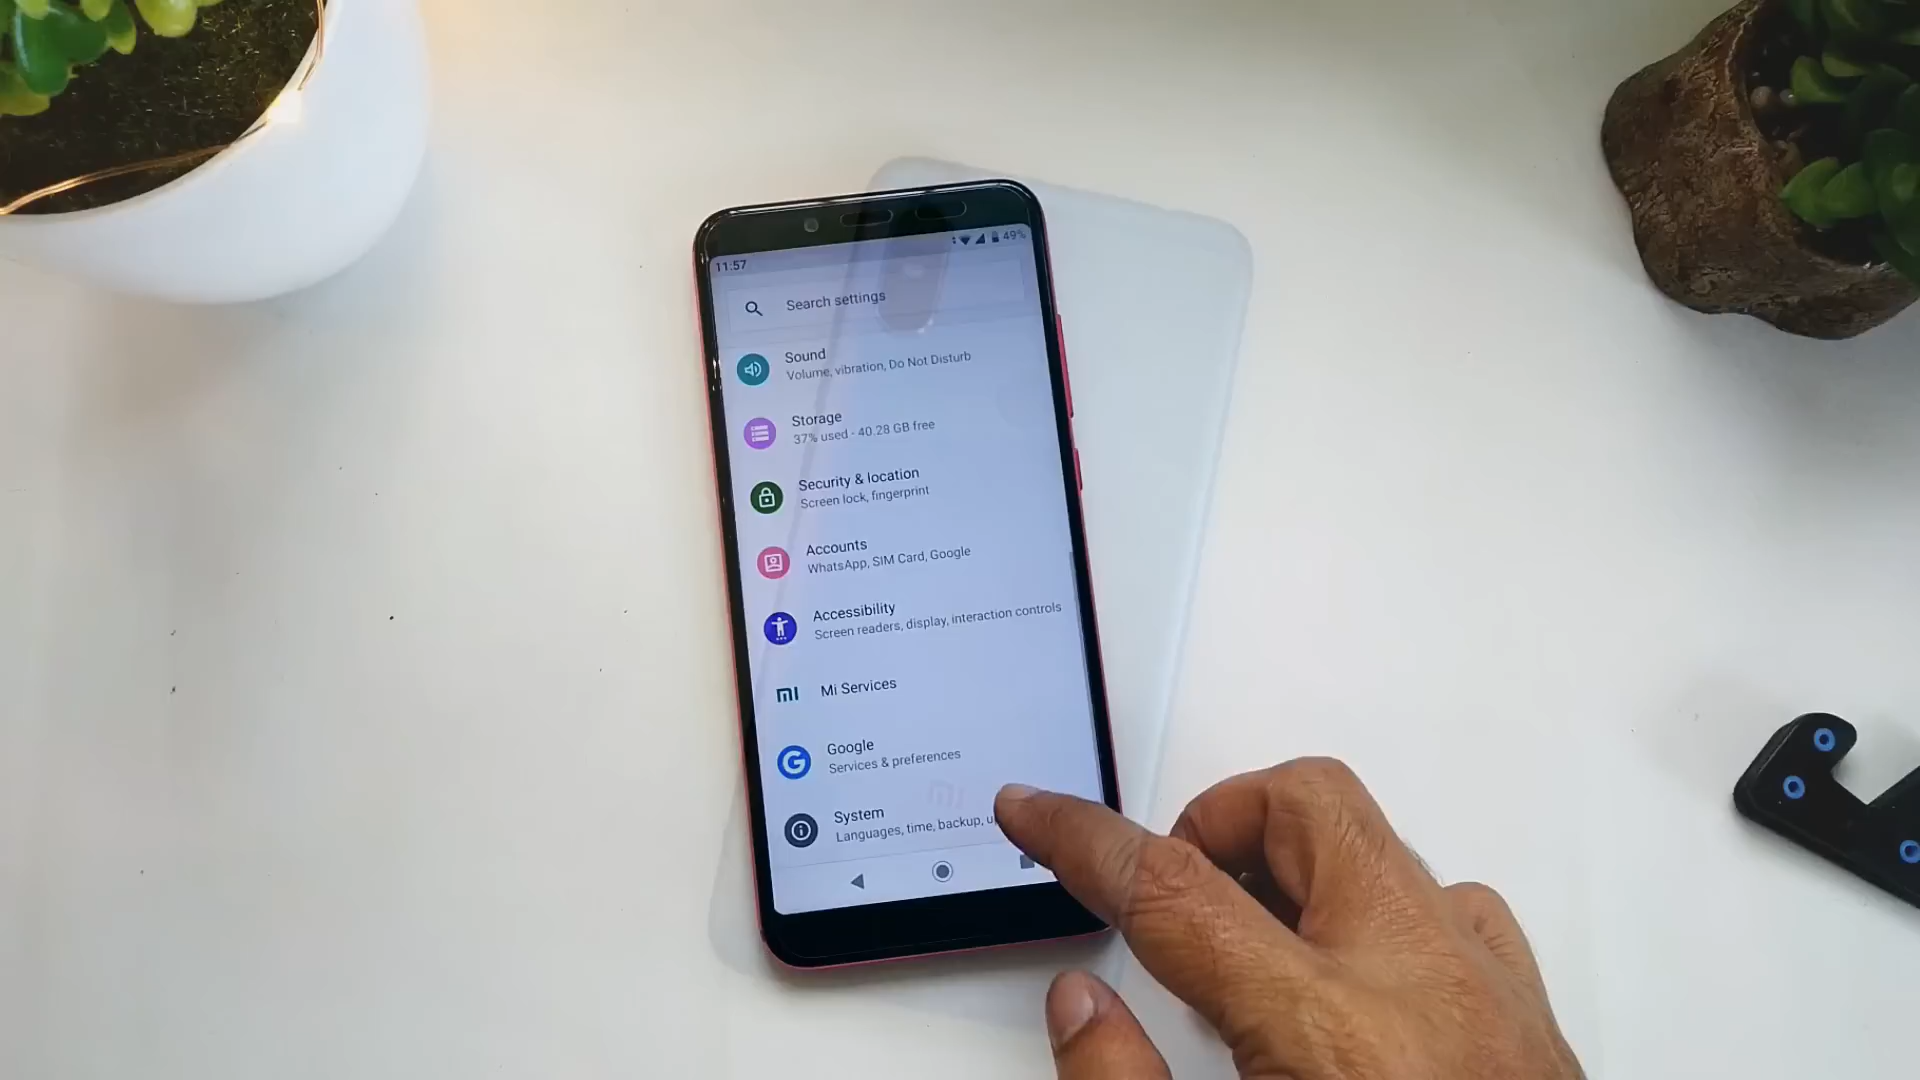 11:57
49%
Search settings
Sound
Volume, vibration, Do Not Disturb
Storage
37% used - 40.28 GB free
Security & location
Screen lock, fingerprint
Accounts
WhatsApp, SIM Card, Google
Accessibility
Screen readers, display, interaction controls
mi
Mi Services
G
Google
Services & preferences
mi
System
Languages, time, backup,